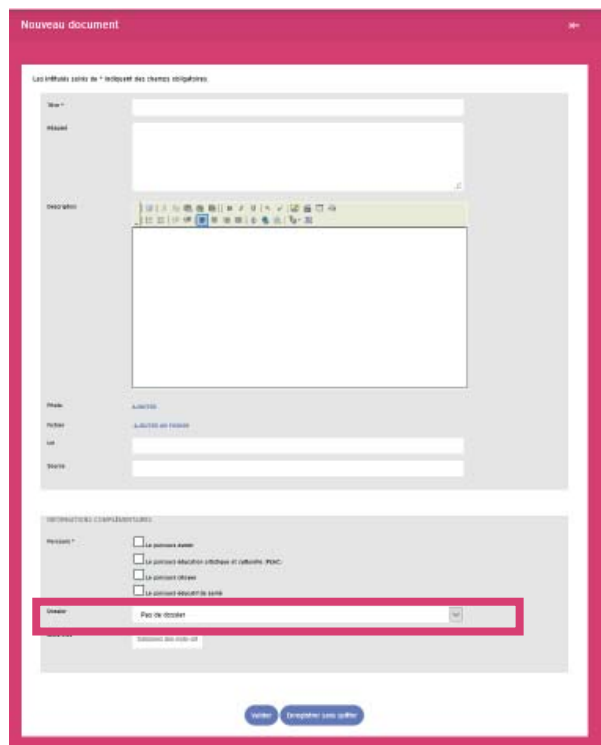 Nouveau document
Les intitulés suivis de * indiquent des champs obligatoires.
Titre *
Résumé
Description
Photo
Fichier
Ajouter un fichier
Source
INFORMATIONS COMPLÉMENTAIRES
Parcours *
Le parcours Avenir
Le parcours éducation artistique et culturelle (PEAC)
Le parcours citoyen
Le parcours éducatif de santé
Dossier
Pas de dossier
Valider
Enregistrer sans quitter